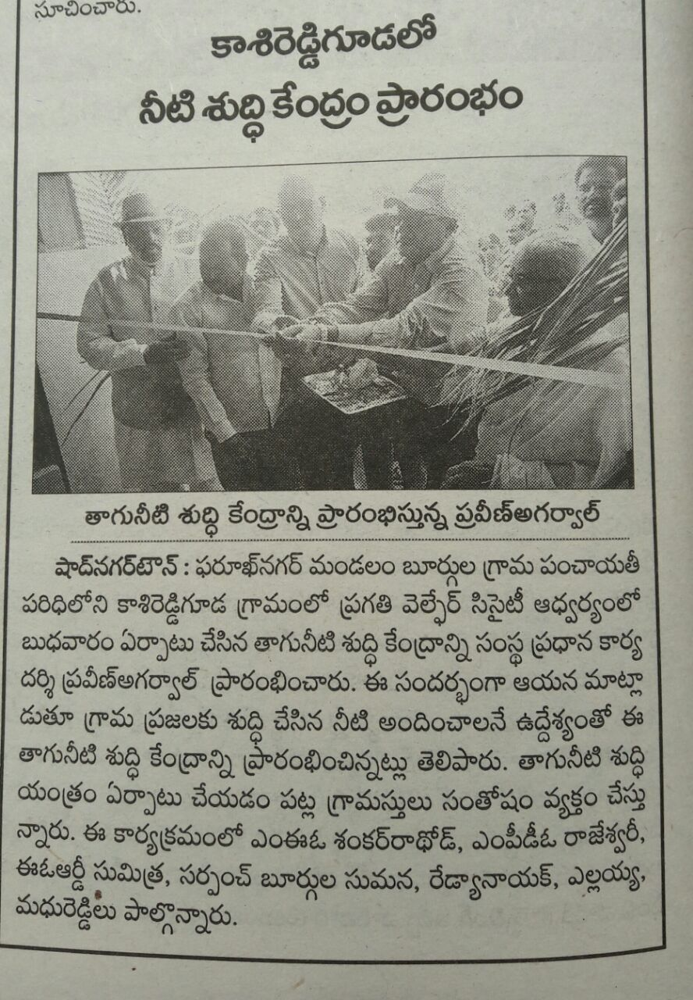 సూచించారు.
కాశిరెడ్డిగూడలో
నీటి శుద్ధి కేంద్రం ప్రారంభం
తాగునీటి శుద్ధి కేంద్రాన్ని ప్రారంభిస్తున్న ప్రవీణ్అగర్వాల్
షాద్‌నగర్‌టౌన్ : ఫరూఖ్‌నగర్ మండలం బూర్గుల గ్రామ పంచాయతీ
పరిధిలోని కాశిరెడ్డిగూడ గ్రామంలో ప్రగతి వెల్ఫేర్ సిసైటీ ఆధ్వర్యంలో
బుధవారం ఏర్పాటు చేసిన తాగునీటి శుద్ధి కేంద్రాన్ని సంస్థ ప్రధాన కార్య
దర్శి ప్రవీణ్అగర్వాల్ ప్రారంభించారు. ఈ సందర్భంగా ఆయన మాట్లా
డుతూ గ్రామ ప్రజలకు శుద్ధి చేసిన నీటి అందించాలనే ఉద్దేశ్యంతో ఈ
తాగునీటి శుద్ధి కేంద్రాన్ని ప్రారంభించిన్నట్లు తెలిపారు. తాగునీటి శుద్ధి
యంత్రం ఏర్పాటు చేయడం పట్ల గ్రామస్తులు సంతోషం వ్యక్తం చేస్తు
న్నారు. ఈ కార్యక్రమంలో ఎంఈఓ శంకర్‌రాథోడ్, ఎంపీడీఓ రాజేశ్వరీ,
ఈఓఆర్డీ సుమిత్ర, సర్పంచ్ బూర్గుల సుమన, రేడ్యానాయక్, ఎల్లయ్య,
మధురెడ్డిలు పాల్గొన్నారు.